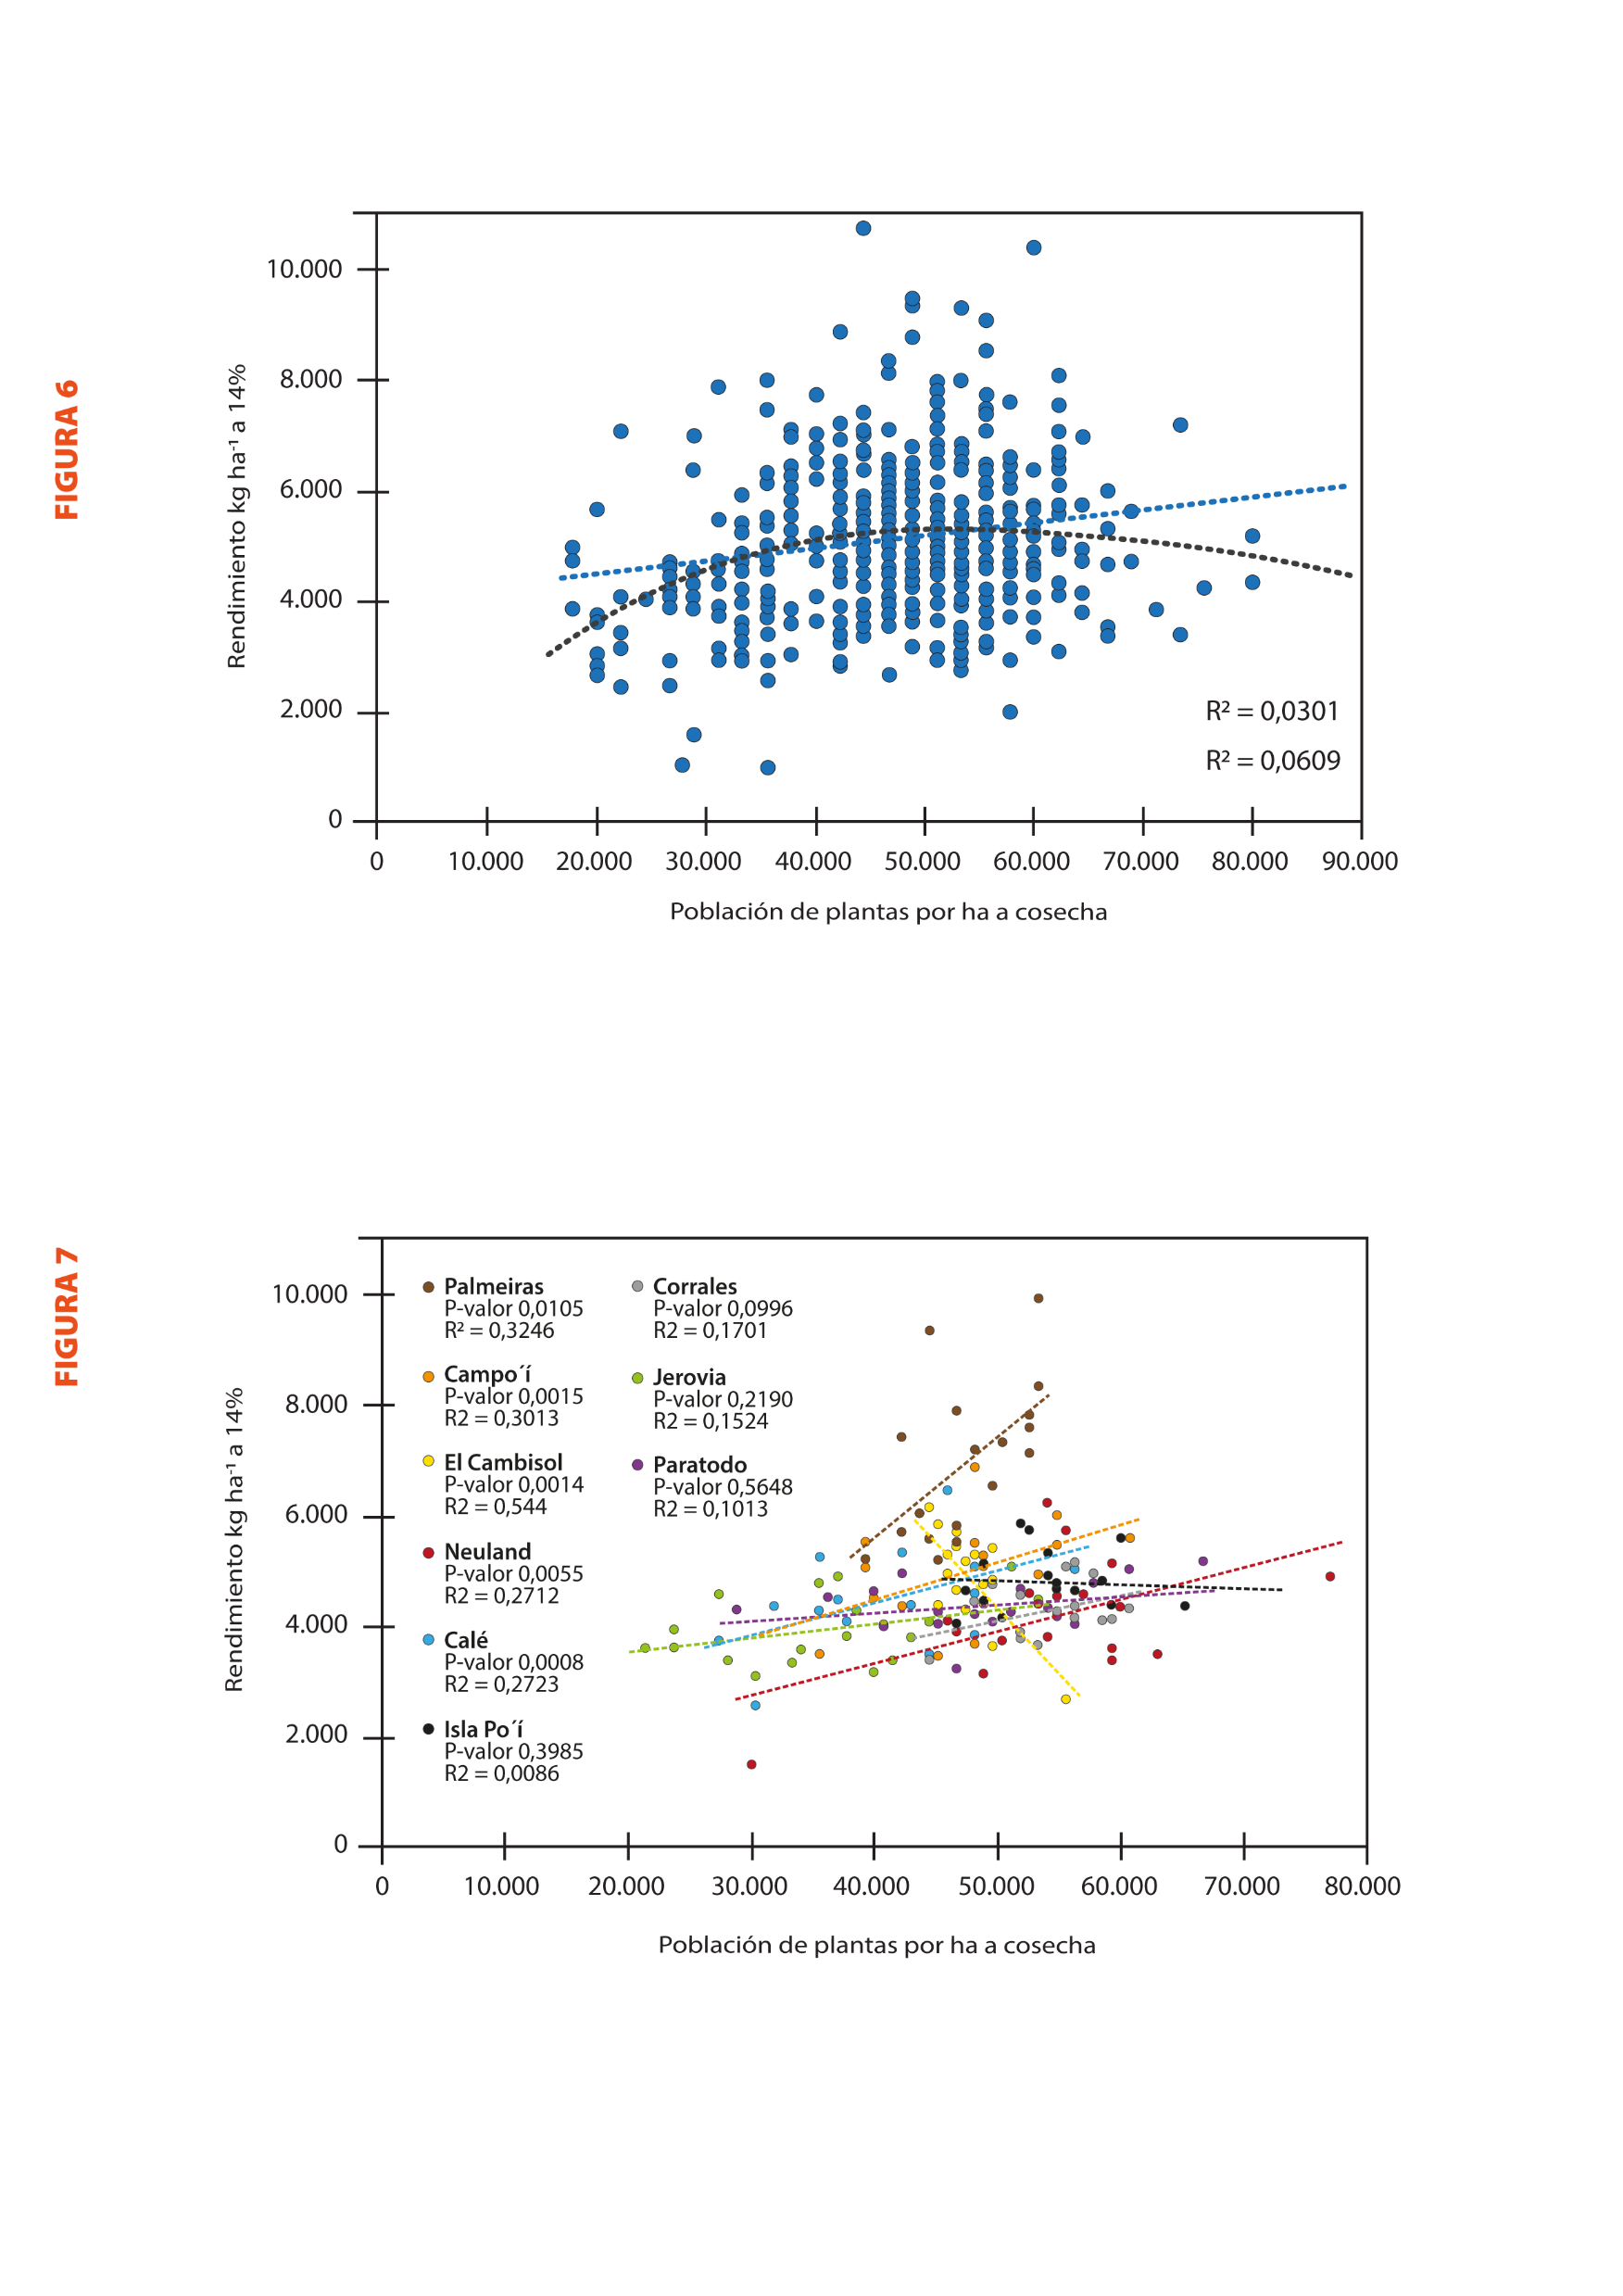 FIGURA 6
Rendimiento kg ha⁻¹ a 14%
10.000
8.000
6.000
4.000
2.000
0
R² = 0,0301
R² = 0,0609
0 10.000 20.000 30.000 40.000 50.000 60.000 70.000 80.000 90.000
Población de plantas por ha a cosecha
FIGURA 7
Rendimiento kg ha⁻¹ a 14%
10.000
8.000
6.000
4.000
2.000
0
Palmeiras
P-valor 0,0105
R² = 0,3246
Campo´í
P-valor 0,0015
R2 = 0,3013
El Cambisol
P-valor 0,0014
R2 = 0,544
Neuland
P-valor 0,0055
R2 = 0,2712
Calé
P-valor 0,0008
R2 = 0,2723
Isla Po´í
P-valor 0,3985
R2 = 0,0086
Corrales
P-valor 0,0996
R2 = 0,1701
Jerovia
P-valor 0,2190
R2 = 0,1524
Paratodo
P-valor 0,5648
R2 = 0,1013
0 10.000 20.000 30.000 40.000 50.000 60.000 70.000 80.000
Población de plantas por ha a cosecha